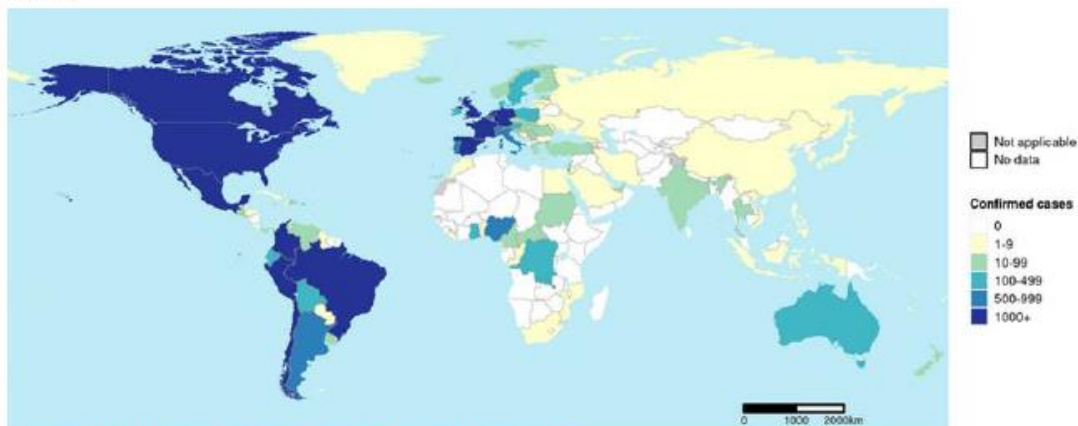 Not applicable
No data
Confirmed cases
0
1-9
10-99
100-499
500-999
1000+
0 1000 2000km